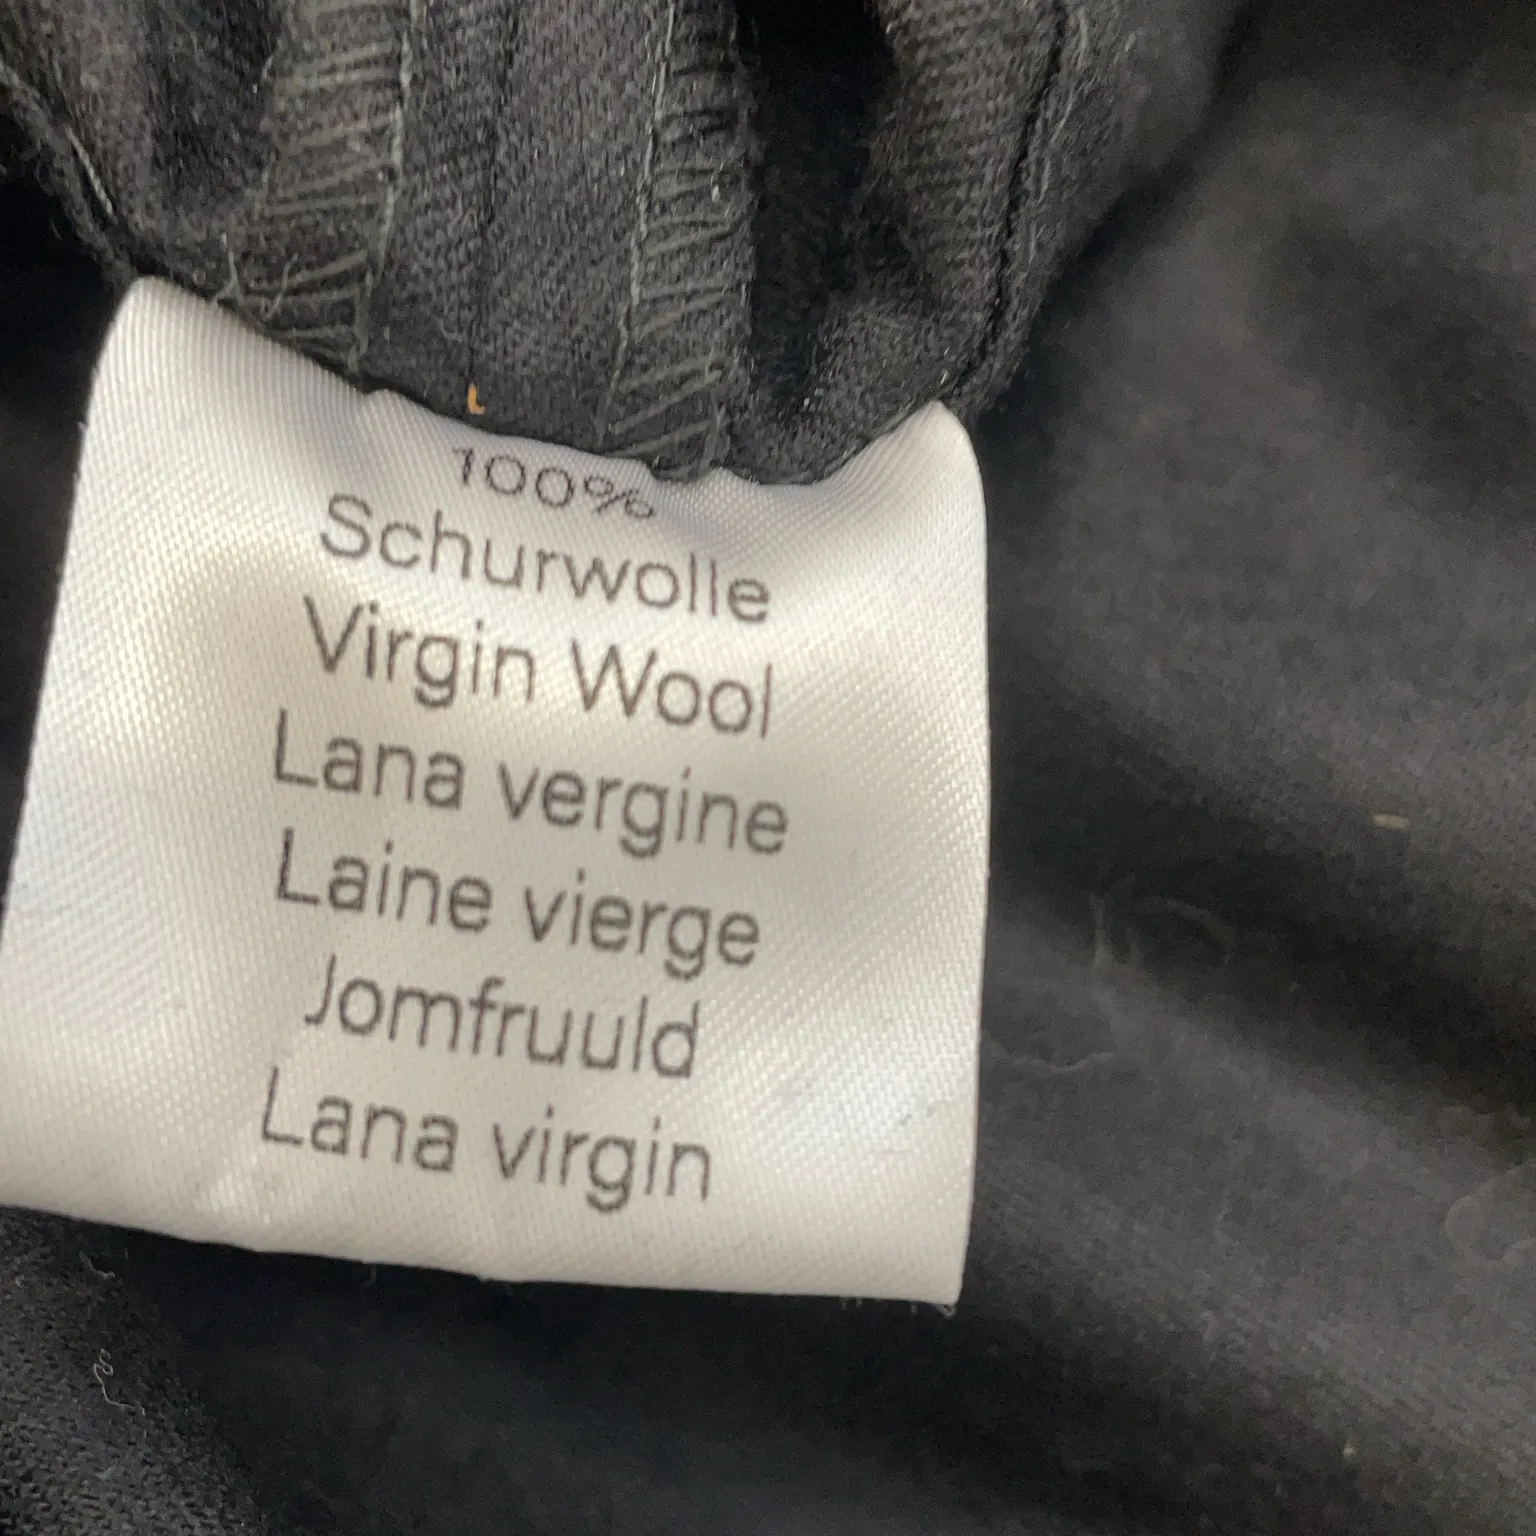 100%
Schurwolle
Virgin Wool
Lana vergine
Laine vierge
Jomfruuld
Lana virgin